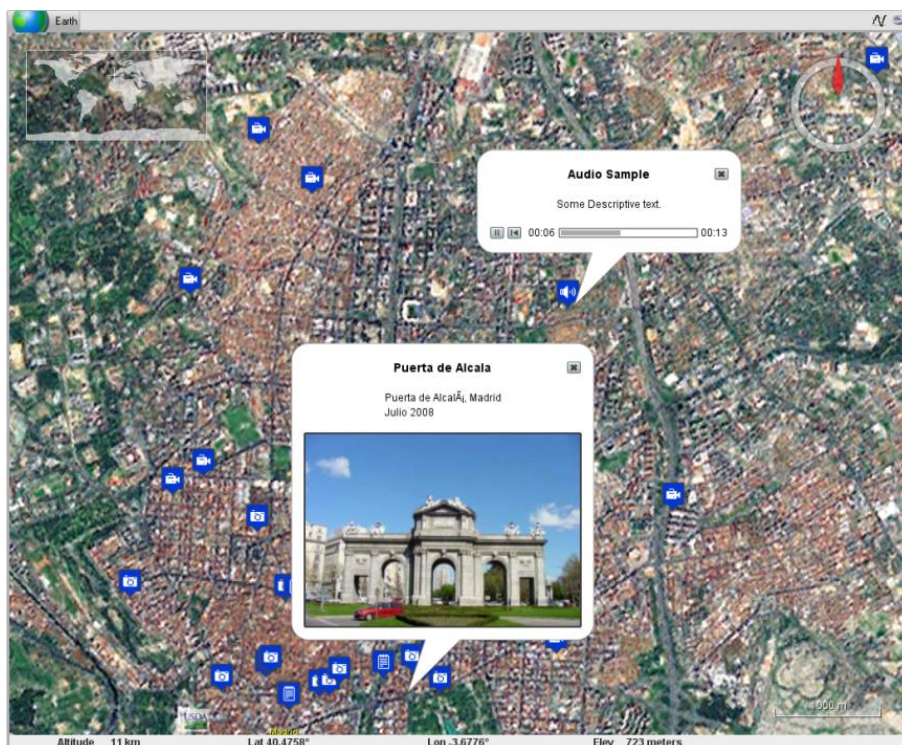 Earth
Audio Sample
Some Descriptive text.
00:06 00:13
Puerta de Alcala
Puerta de AlcalÃ¡, Madrid
Julio 2008
USDA
1000 m
Madrid
Altitude 11 km Lat 40.4758° Lon -3.6776° Elev 723 meters